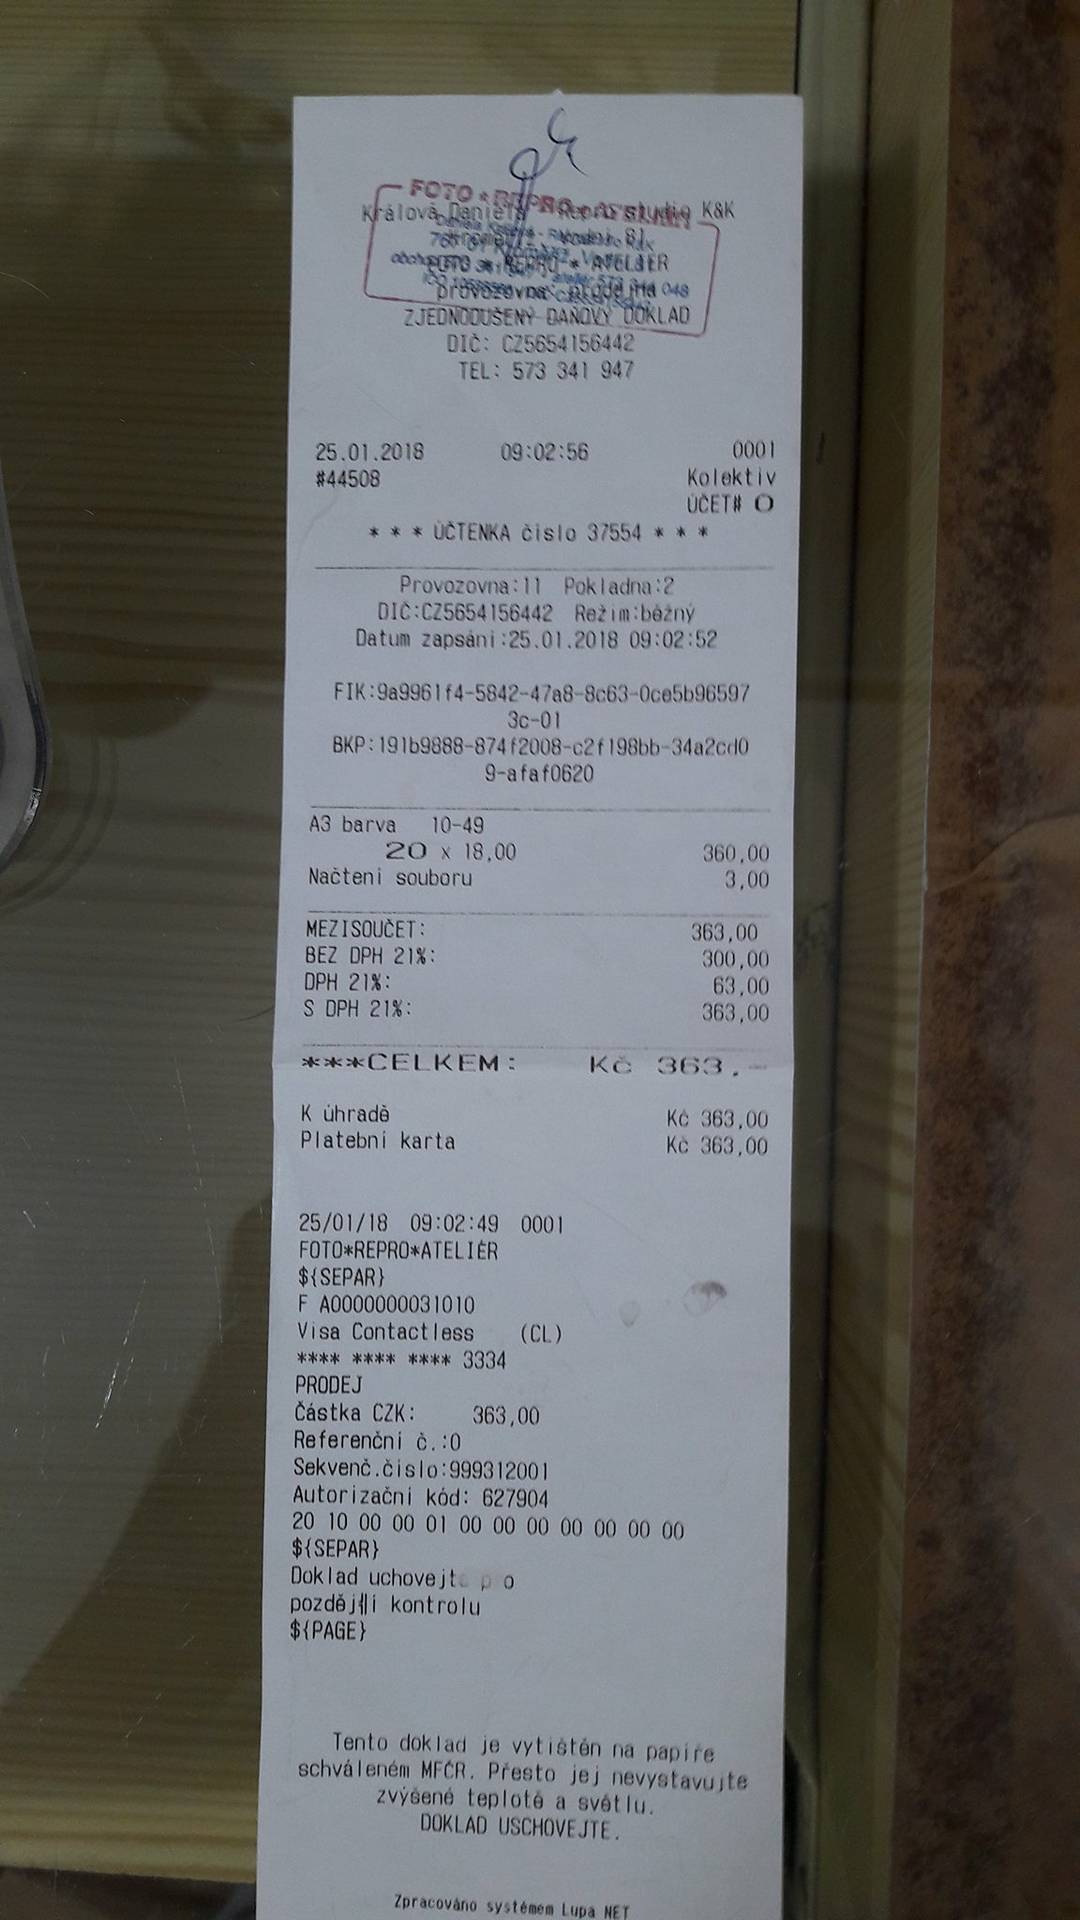 FOTO * REPRO
Králová Daniela Repro studio K&K
FOTO * REPRO * ATELIER
provozovna: prodejna 048
ZJEDNODUŠENÝ DAŇOVÝ DOKLAD
DIČ: CZ5654156442
TEL: 573 341 947
25.01.2018 09:02:56 0001
#44508 Kolektiv
ÚČET# 0
* * * ÚČTENKA číslo 37554 * * *
Provozovna:11 Pokladna:2
DIČ:CZ5654156442 Režim:běžný
Datum zapsání:25.01.2018 09:02:52
FIK:9a9961f4-5842-47a8-8c63-0ce5b96597
3c-01
BKP:191b9888-874f2008-c2f198bb-34a2cd0
9-afaf0620
A3 barva 10-49
20 x 18,00 360,00
Načtení souboru 3,00
MEZISOUČET: 363,00
BEZ DPH 21%: 300,00
DPH 21%: 63,00
S DPH 21%: 363,00
***CELKEM: Kč 363.-
K úhradě Kč 363,00
Platební karta Kč 363,00
25/01/18 09:02:49 0001
FOTO*REPRO*ATELIÉR
${SEPAR}
F A0000000031010
Visa Contactless (CL)
**** **** **** 3334
PRODEJ
Částka CZK: 363,00
Referenční č.:0
Sekvenč.číslo:999312001
Autorizační kód: 627904
20 10 00 00 01 00 00 00 00 00 00 00
${SEPAR}
Doklad uchovejte pro
pozdější kontrolu
${PAGE}
Tento doklad je vytištěn na papíře
schváleném MFČR. Přesto jej nevystavujte
zvýšené teplotě a světlu.
DOKLAD USCHOVEJTE.
Zpracováno systémem Lupa NET